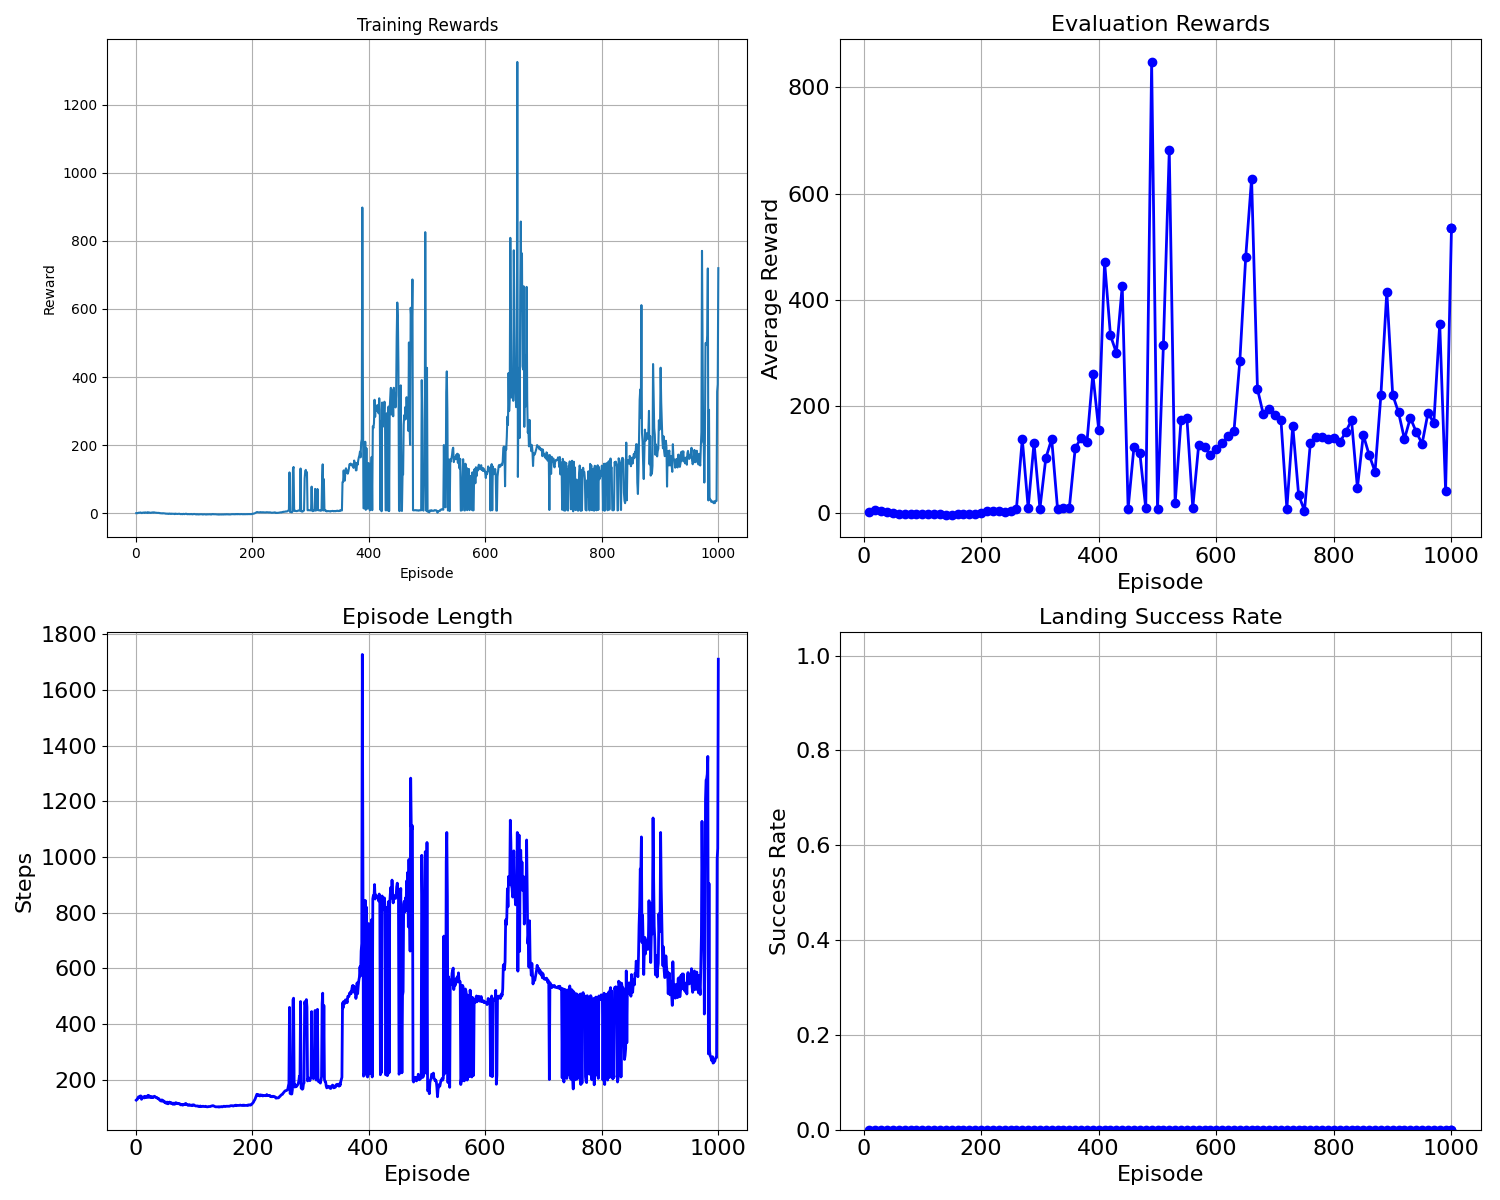 Training Rewards
Reward
1200
1000
800
600
400
200
0
0 200 400 600 800 1000
Episode
Evaluation Rewards
Average Reward
800
600
400
200
0
0 200 400 600 800 1000
Episode
Episode Length
Steps
1800
1600
1400
1200
1000
800
600
400
200
0 200 400 600 800 1000
Episode
Landing Success Rate
Success Rate
1.0
0.8
0.6
0.4
0.2
0.0
0 200 400 600 800 1000
Episode